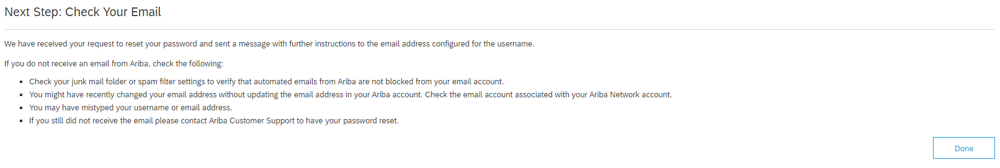 Next Step: Check Your Email
We have received your request to reset your password and sent a message with further instructions to the email address configured for the username.
If you do not receive an email from Ariba, check the following:
▪ Check your junk mail folder or spam filter settings to verify that automated emails from Ariba are not blocked from your email account.
▪ You might have recently changed your email address without updating the email address in your Ariba account. Check the email account associated with your Ariba Network account.
▪ You may have mistyped your username or email address.
▪ If you still did not receive the email please contact Ariba Customer Support to have your password reset.
Done